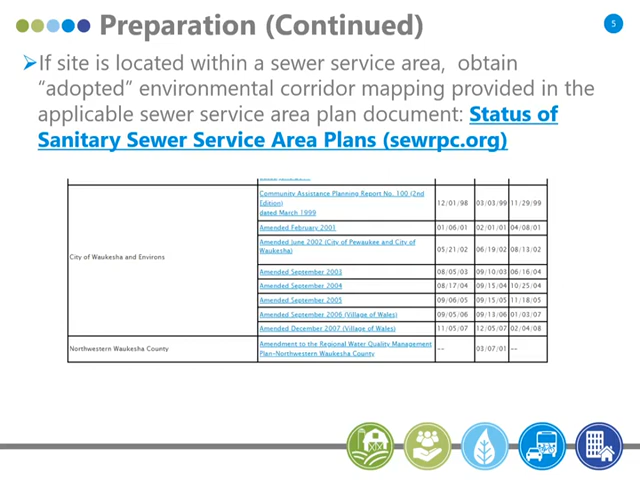 Preparation (Continued)
5
➤If site is located within a sewer service area, obtain
“adopted” environmental corridor mapping provided in the
applicable sewer service area plan document: Status of
Sanitary Sewer Service Area Plans (sewrpc.org)
Community Assistance Planning Report No. 100 (2nd
Edition)
dated March 1999
12/01/98 03/03/99 11/29/99
Amended February 2001 01/06/01 02/01/01 04/08/01
Amended June 2002 (City of Pewaukee and City of
Waukesha)
05/21/02 06/19/02 08/13/02
City of Waukesha and Environs
Amended September 2003 08/05/03 09/10/03 06/16/04
Amended September 2004 08/17/04 09/15/04 10/25/04
Amended September 2005 09/06/05 09/15/05 11/18/05
Amended September 2006 (Village of Wales) 09/05/06 09/13/06 01/03/07
Amended December 2007 (Village of Wales) 11/05/07 12/05/07 02/04/08
Northwestern Waukesha County
Amendment to the Regional Water Quality Management
Plan-Northwestern Waukesha County
-- 03/07/01 --